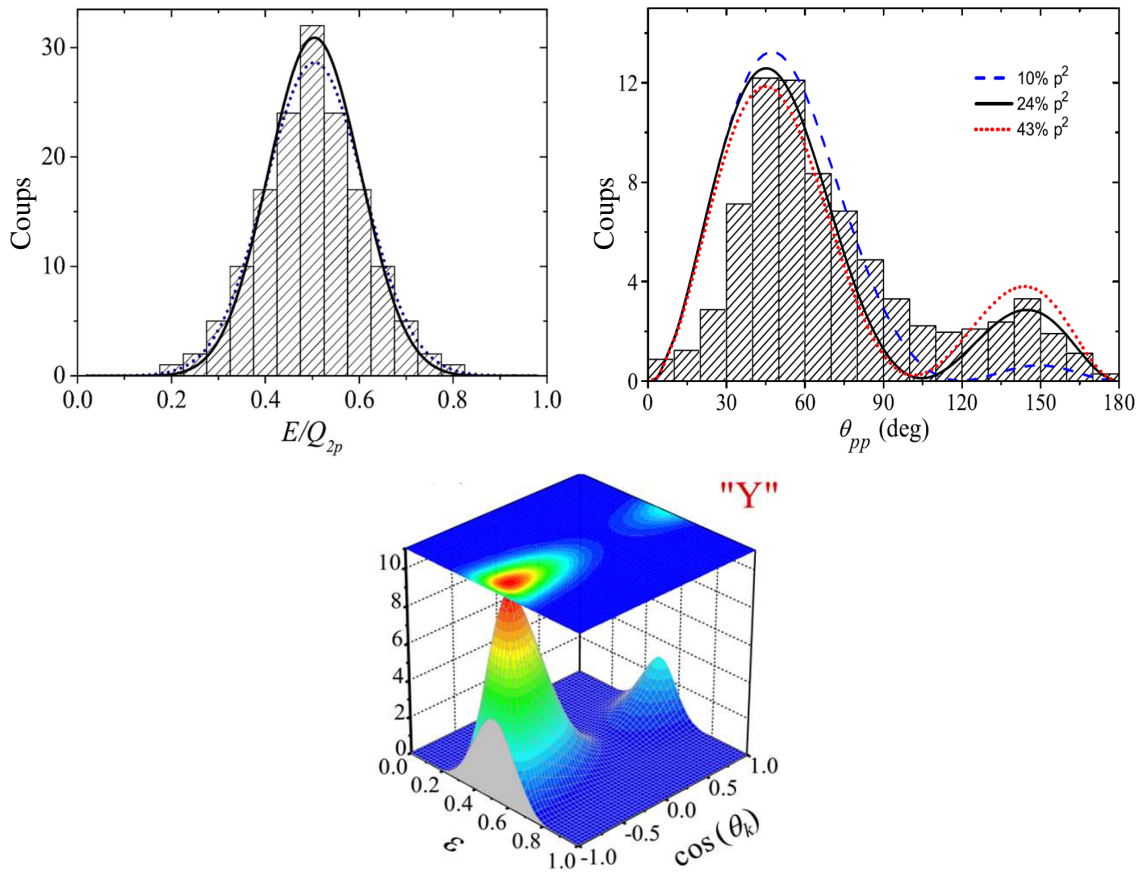 30
20
10
0
Coups
0.0 0.2 0.4 0.6 0.8 1.0
E/Q2p
12
8
4
0
Coups
10% p²
24% p²
43% p²
0 30 60 90 120 150 180
θpp (deg)
"Y"
10
8
6
4
2
0
0.0 0.2 0.4 0.6 0.8 1.0
ε
-1.0 -0.5 0.0 0.5 1.0
cos (θk)